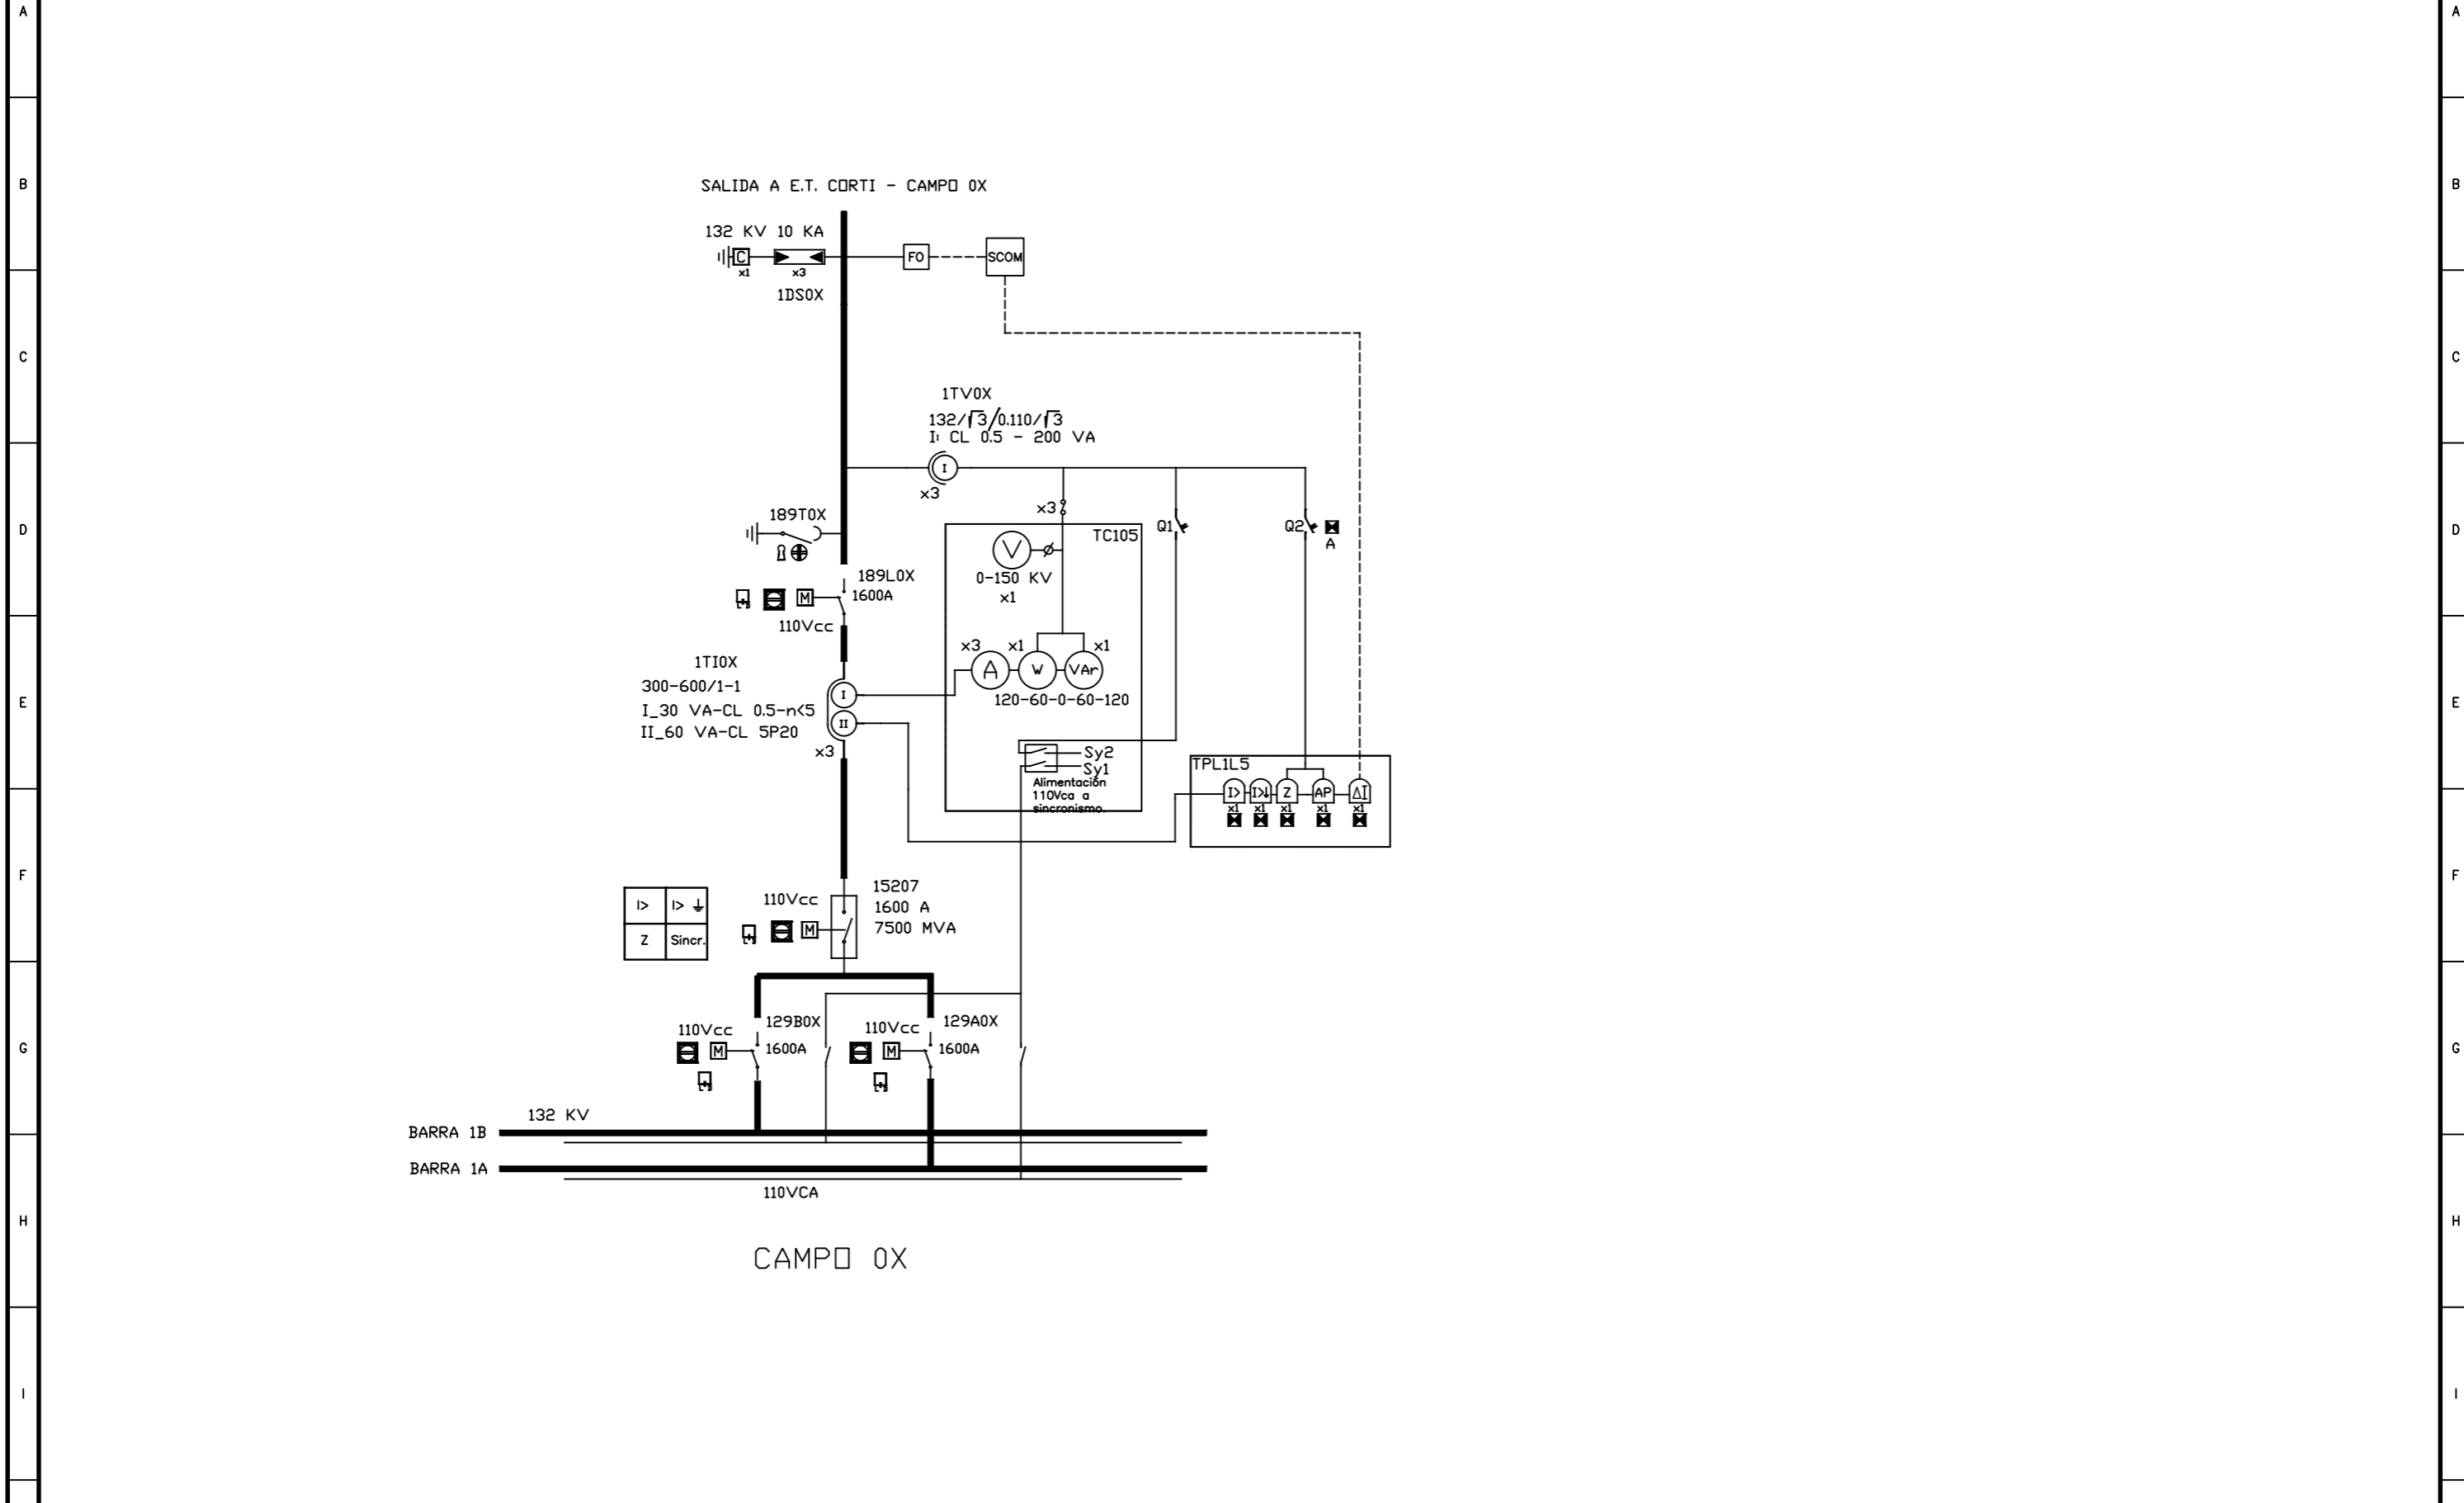 A
A
B
B
C
C
D
D
E
E
F
F
G
G
H
H
I
I
SALIDA A E.T. CORTI - CAMPO 0X
132 KV 10 KA
C
x1
x3
1DS0X
FO
SCOM
1TV0X
132/√3/0.110/√3
I: CL 0.5 - 200 VA
I
x3
189T0X
x3
TC105
Q1
Q2
A
V
0-150 KV
x1
189L0X
M
1600A
110Vcc
x3
x1
x1
A
W
VAr
120-60-0-60-120
1TI0X
300-600/1-1
I_30 VA-CL 0.5-n<5
II_60 VA-CL 5P20
I
II
x3
Sy2
Sy1
Alimentación
110Vca a
sincronismo.
TPL1L5
I>
I>
Z
AP
ΔI
x1
x1
x1
x1
x1
I>
I>
Z
Sincr.
110Vcc
M
15207
1600 A
7500 MVA
110Vcc
129B0X
M
1600A
110Vcc
129A0X
M
1600A
132 KV
BARRA 1B
BARRA 1A
110VCA
CAMPO 0X